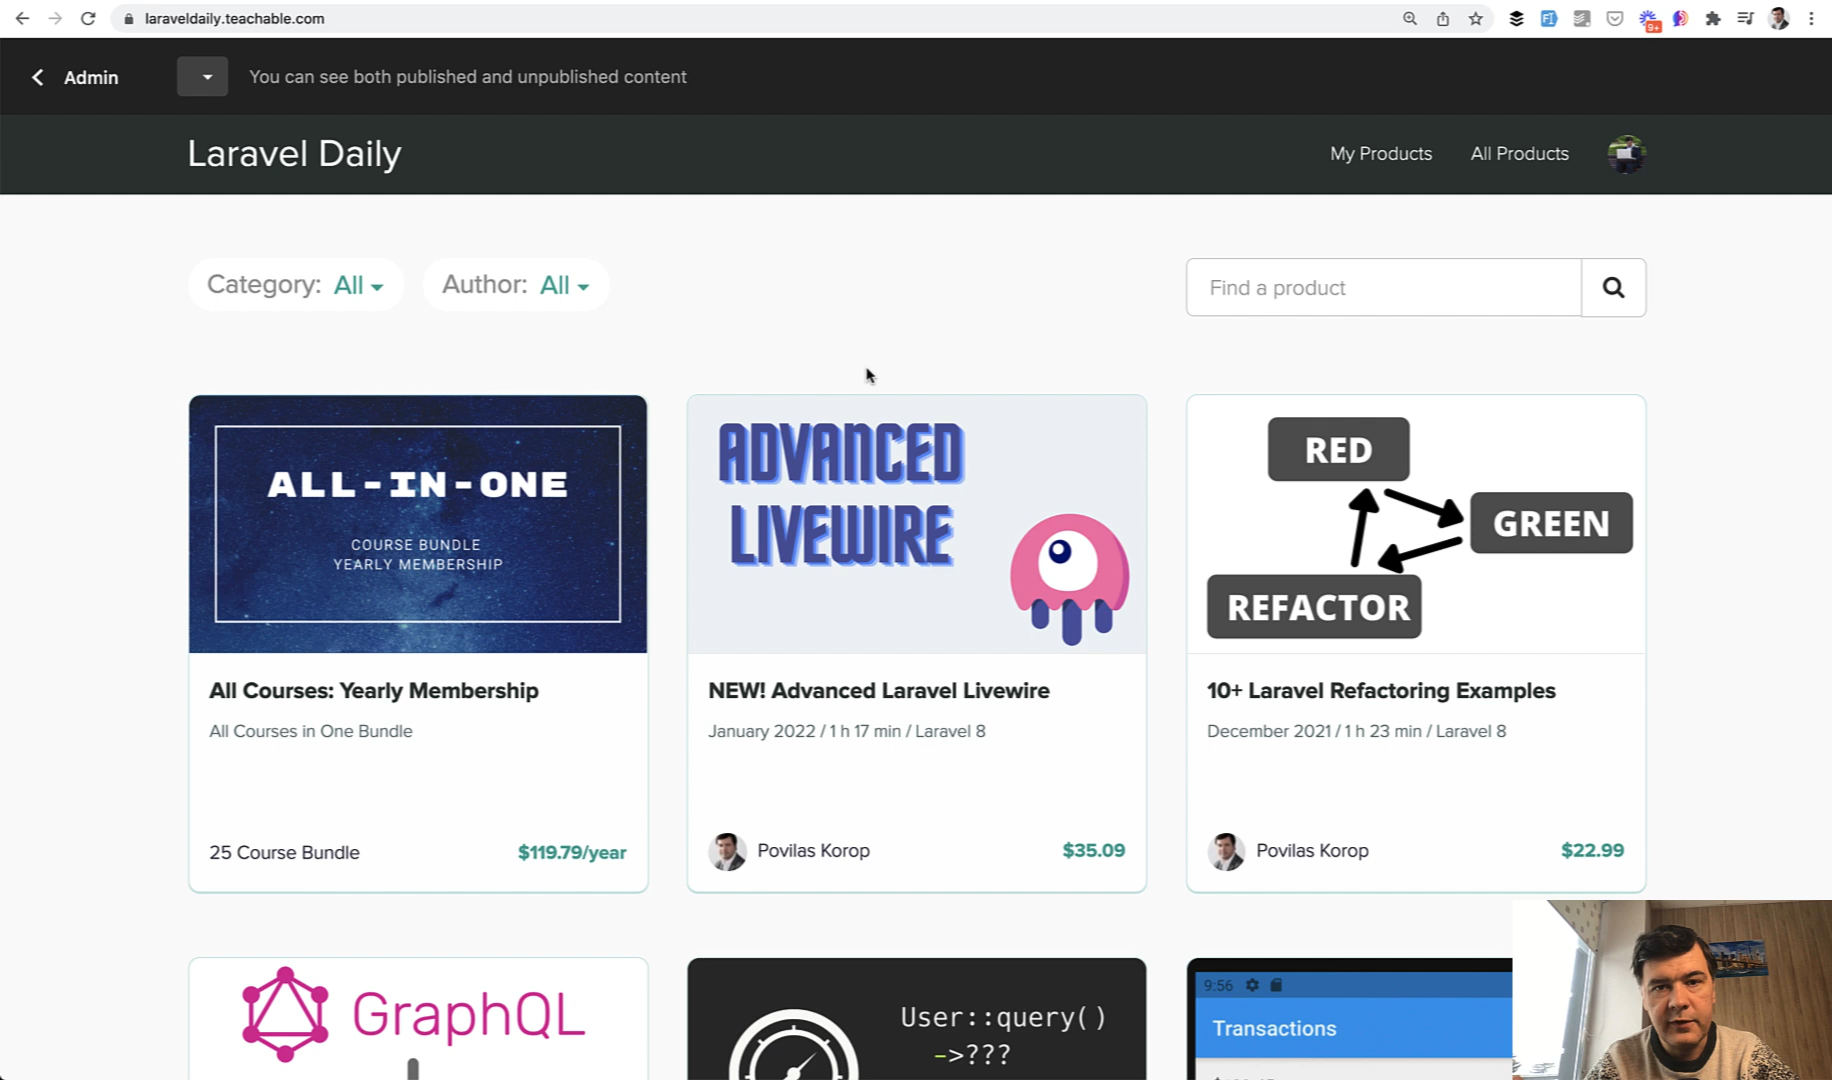 laraveldaily.teachable.com
9+
Admin
You can see both published and unpublished content
Laravel Daily
My Products
All Products
Category: All
Author: All
Find a product
ALL-IN-ONE
COURSE BUNDLE
YEARLY MEMBERSHIP
All Courses: Yearly Membership
All Courses in One Bundle
25 Course Bundle
$119.79/year
ADVANCED
LIVEWIRE
NEW! Advanced Laravel Livewire
January 2022 / 1 h 17 min / Laravel 8
Povilas Korop
$35.09
RED
GREEN
REFACTOR
10+ Laravel Refactoring Examples
December 2021 / 1 h 23 min / Laravel 8
Povilas Korop
$22.99
GraphQL
User::query()
->???
9:56
Transactions